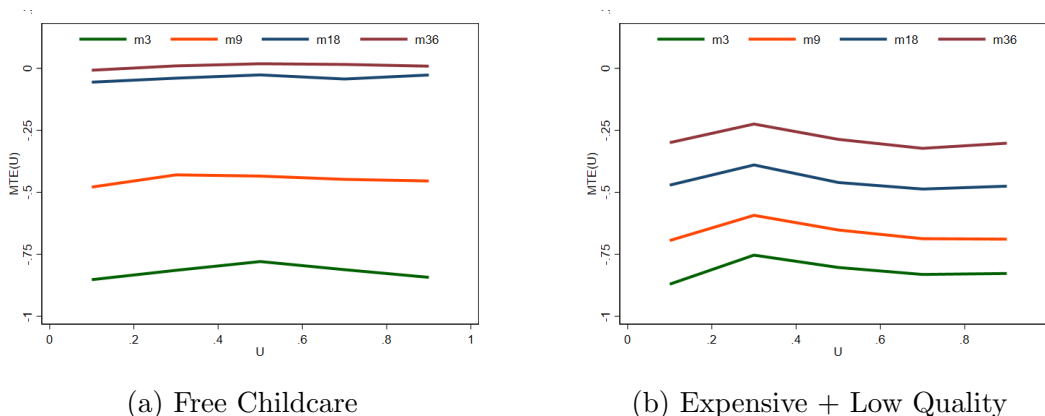 m3 m9 m18 m36
0
-.25
-.5
-.75
-1
MTE(U)
0 .2 .4 .6 .8 1
U
(a) Free Childcare
m3 m9 m18 m36
0
-.25
-.5
-.75
-1
MTE(U)
0 .2 .4 .6 .8
U
(b) Expensive + Low Quality